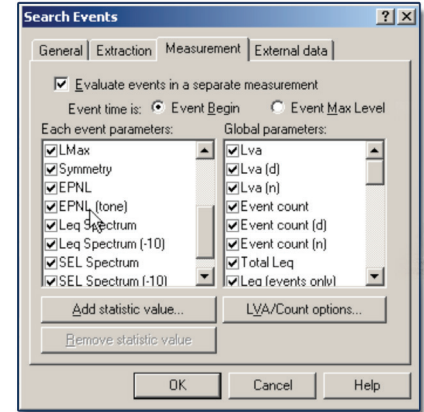 Search Events
General Extraction Measurement External data
Evaluate events in a separate measurement
Event time is: Event Begin Event Max Level
Each event parameters: Global parameters:
LMax
Symmetry
EPNL
EPNL (tone)
Leq Spectrum
Leq Spectrum (-10)
SEL Spectrum
SEL Spectrum (-10)
Lva
Lva (d)
Lva (n)
Event count
Event count (d)
Event count (n)
Total Leq
Leq (events only)
Add statistic value... LVA/Count options...
Remove statistic value
OK Cancel Help